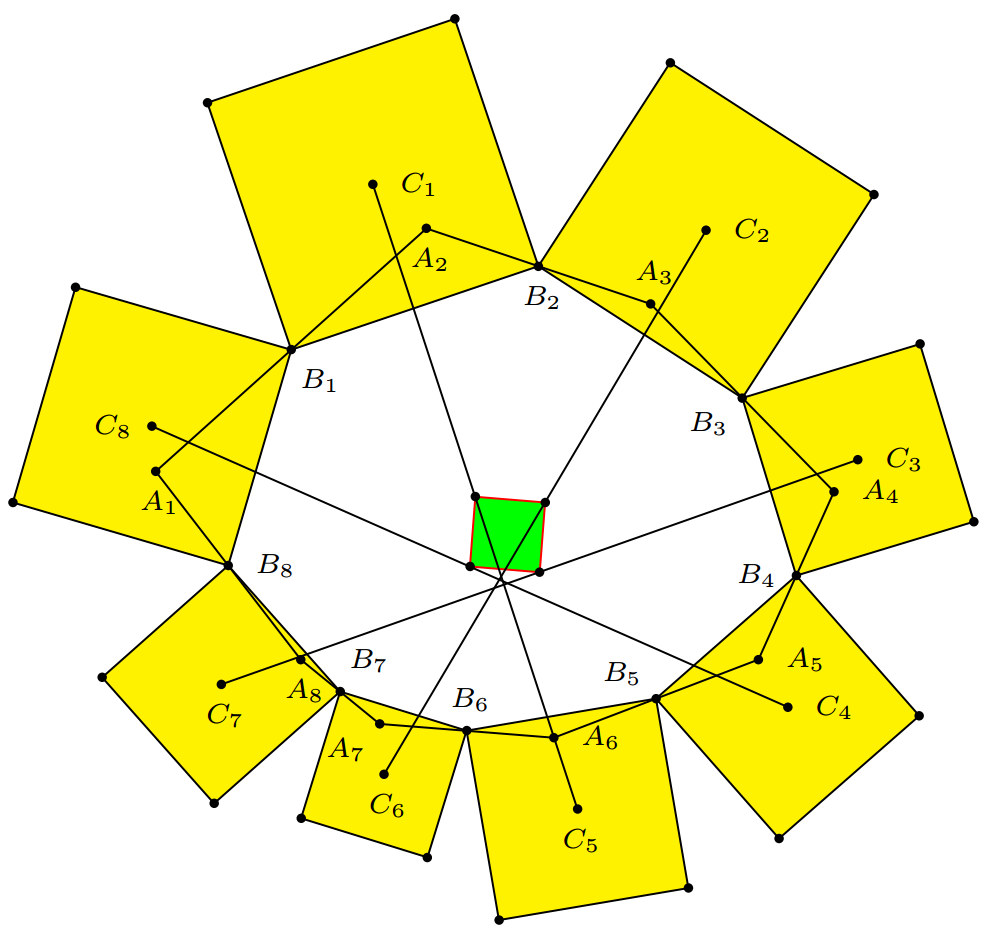 C₁
C₂
A₂
A₃
B₂
B₁
C₈
B₃
C₃
A₁
A₄
B₈
B₄
B₇
A₅
B₅
A₈
B₆
C₇
C₄
A₇
A₆
C₆
C₅